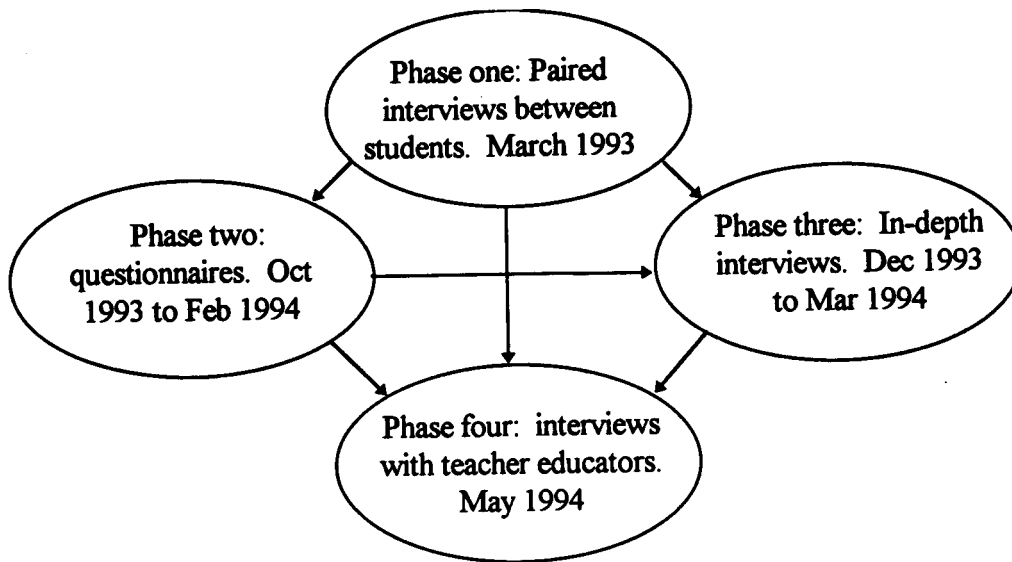 Phase one: Paired
interviews between
students. March 1993
Phase two:
questionnaires. Oct
1993 to Feb 1994
Phase three: In-depth
interviews. Dec 1993
to Mar 1994
Phase four: interviews
with teacher educators.
May 1994